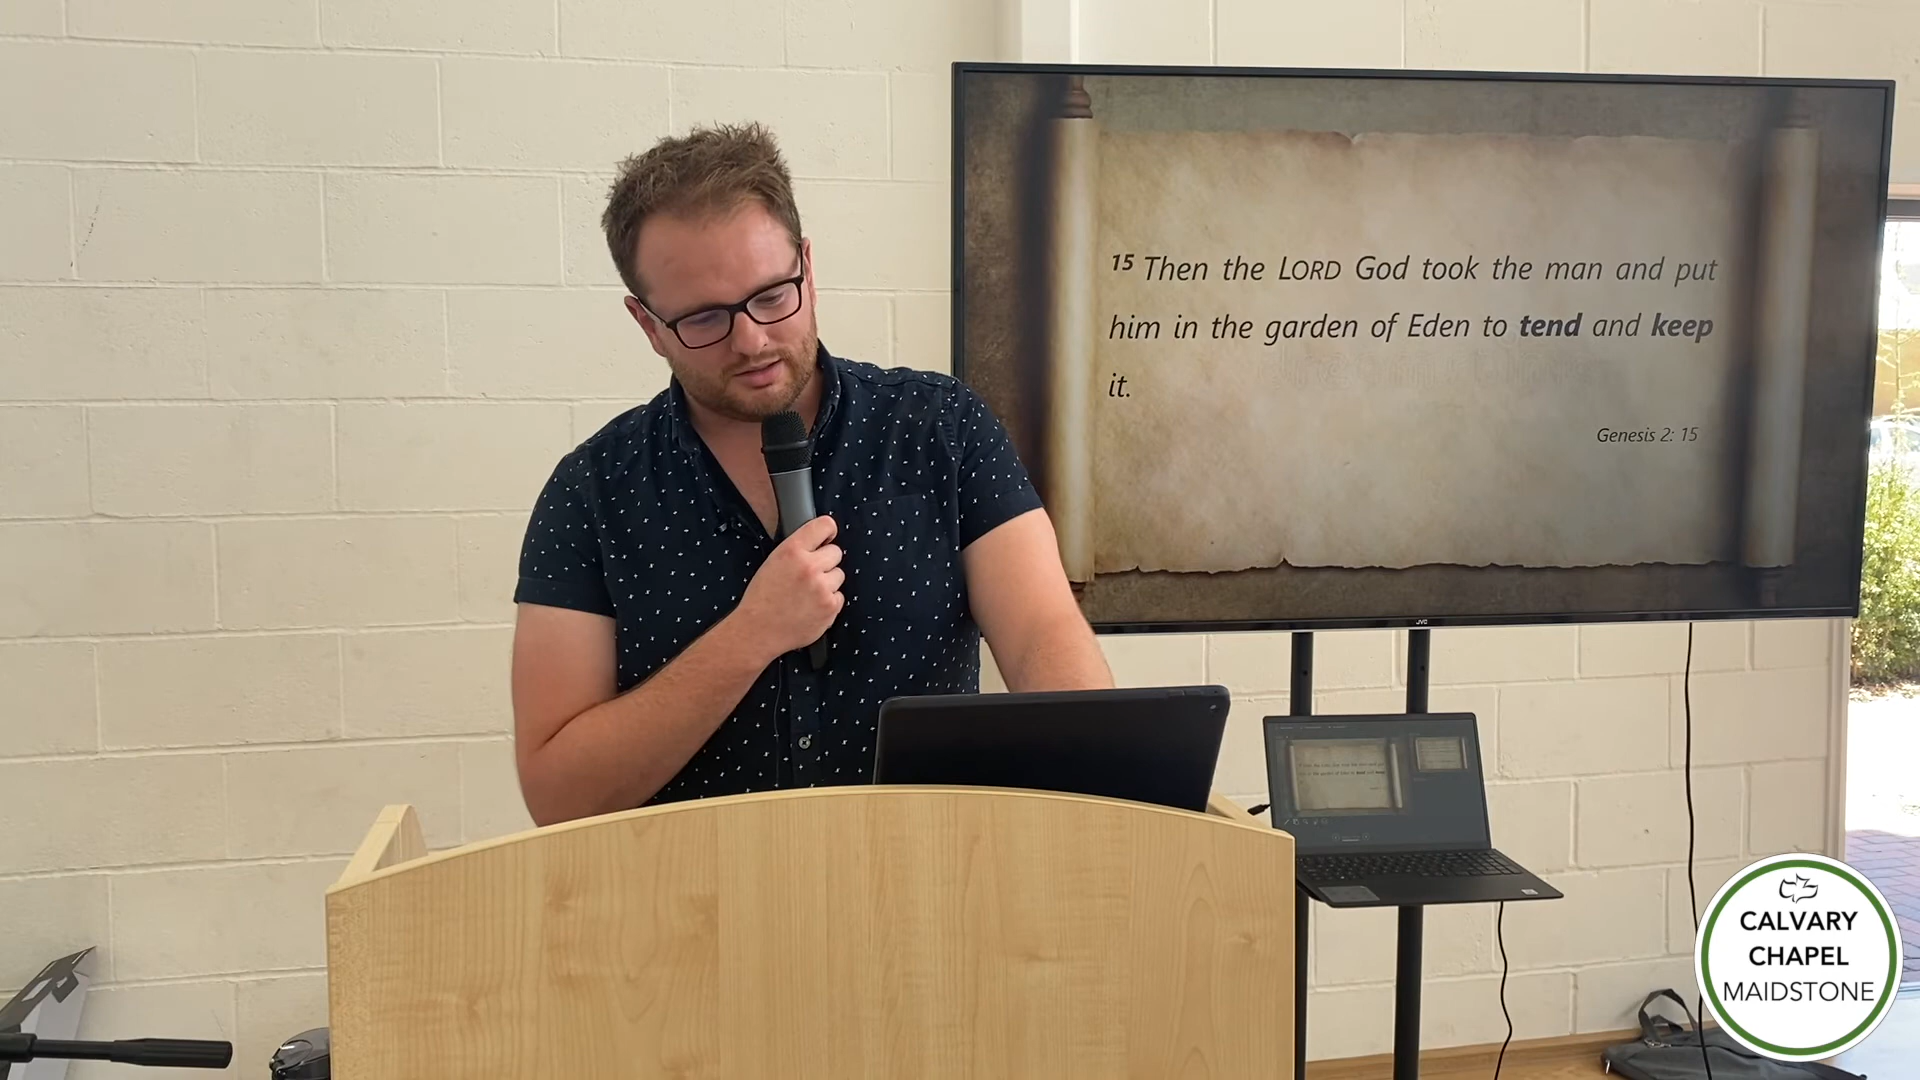 15 Then the LORD God took the man and put
him in the garden of Eden to tend and keep
it.
Genesis 2: 15
JVC
CALVARY
CHAPEL
MAIDSTONE